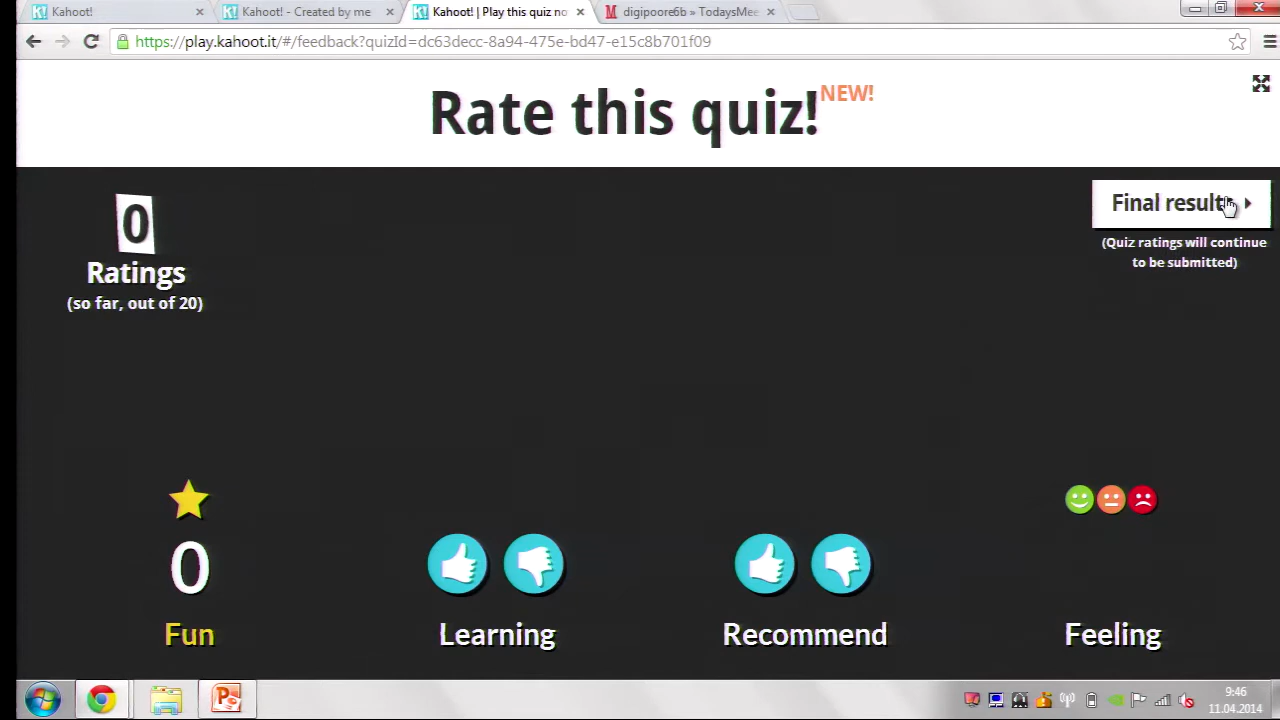 Kahoot!
Kahoot! - Created by me
Kahoot! | Play this quiz no
digipoore6b » TodaysMee
https://play.kahoot.it/#/feedback?quizId=dc63decc-8a94-475e-bd47-e15c8b701f09
Rate this quiz!
NEW!
0
Ratings
(so far, out of 20)
Final results
(Quiz ratings will continue
to be submitted)
0
Fun
Learning
Recommend
Feeling
9:46
11.04.2014